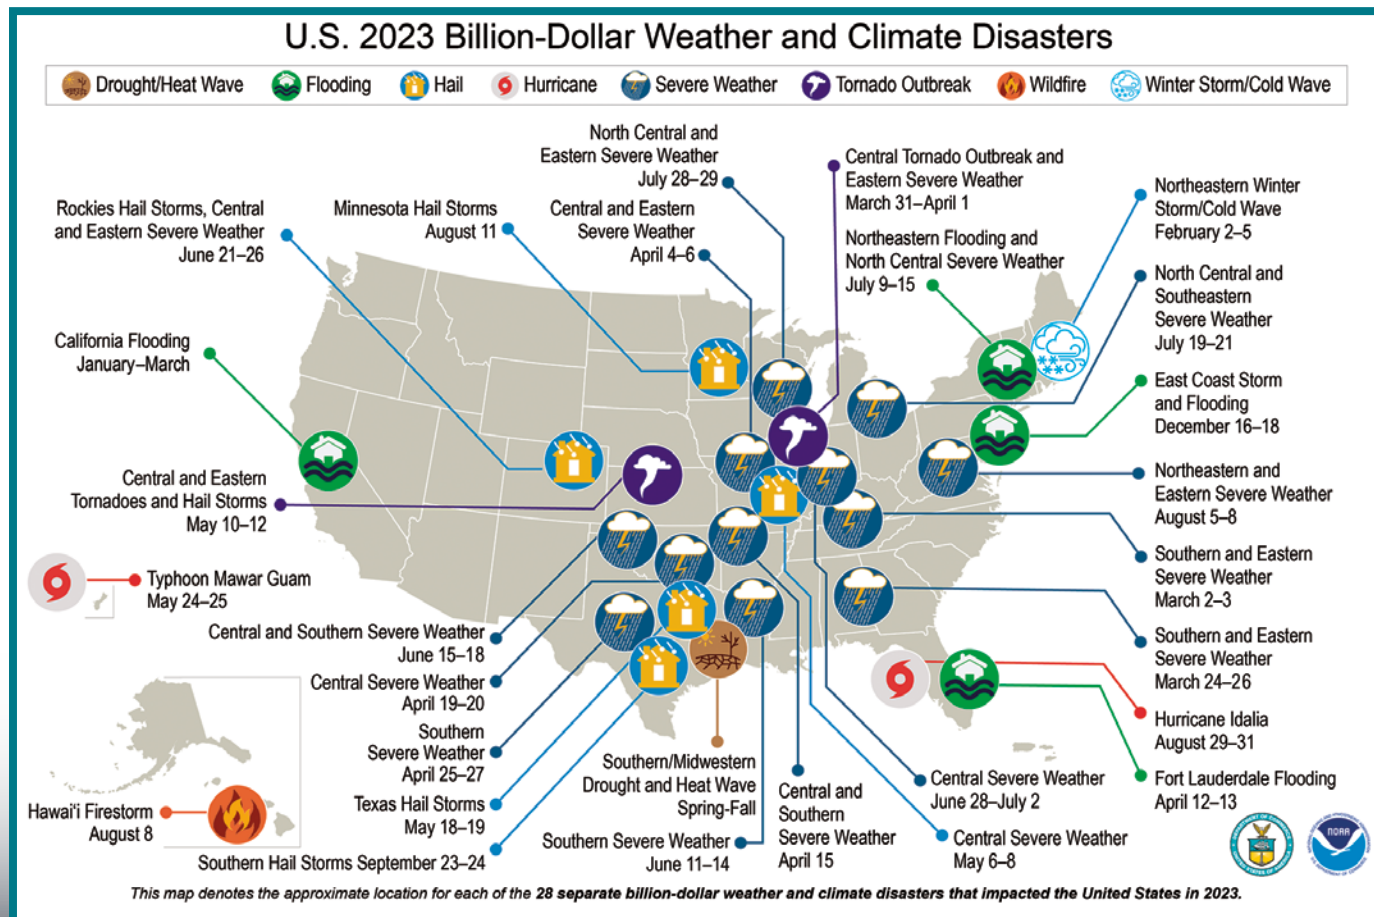 U.S. 2023 Billion-Dollar Weather and Climate Disasters
Drought/Heat Wave
Flooding
Hail
Hurricane
Severe Weather
Tornado Outbreak
Wildfire
Winter Storm/Cold Wave
North Central and
Eastern Severe Weather
July 28–29
Central Tornado Outbreak and
Eastern Severe Weather
March 31–April 1
Northeastern Winter
Storm/Cold Wave
February 2–5
Rockies Hail Storms, Central
and Eastern Severe Weather
June 21–26
Minnesota Hail Storms
August 11
Central and Eastern
Severe Weather
April 4–6
Northeastern Flooding and
North Central Severe Weather
July 9–15
North Central and
Southeastern
Severe Weather
July 19–21
California Flooding
January–March
East Coast Storm
and Flooding
December 16–18
Central and Eastern
Tornadoes and Hail Storms
May 10–12
Northeastern and
Eastern Severe Weather
August 5–8
Typhoon Mawar Guam
May 24–25
Southern and Eastern
Severe Weather
March 2–3
Central and Southern Severe Weather
June 15–18
Southern and Eastern
Severe Weather
March 24–26
Central Severe Weather
April 19–20
Hurricane Idalia
August 29–31
Southern
Severe Weather
April 25–27
Southern/Midwestern
Drought and Heat Wave
Spring-Fall
Central and
Southern
Severe Weather
April 15
Central Severe Weather
June 28–July 2
Fort Lauderdale Flooding
April 12–13
Hawai‘i Firestorm
August 8
Texas Hail Storms
May 18–19
Southern Severe Weather
June 11–14
Central Severe Weather
May 6–8
Southern Hail Storms September 23–24
NOAA
This map denotes the approximate location for each of the 28 separate billion-dollar weather and climate disasters that impacted the United States in 2023.